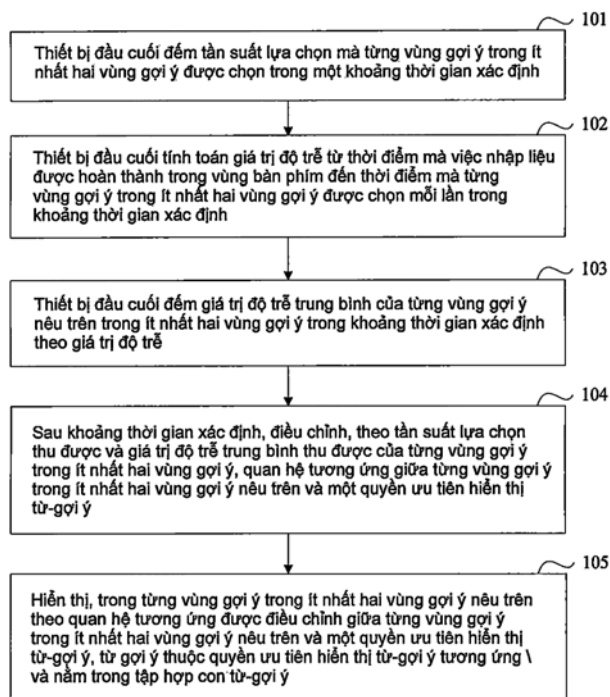 101
Thiết bị đầu cuối đếm tần suất lựa chọn mà từng vùng gợi ý trong ít
nhất hai vùng gợi ý được chọn trong một khoảng thời gian xác định
102
Thiết bị đầu cuối tính toán giá trị độ trễ từ thời điểm mà việc nhập liệu
được hoàn thành trong vùng bàn phím đến thời điểm mà từng
vùng gợi ý trong ít nhất hai vùng gợi ý được chọn mỗi lần trong
khoảng thời gian xác định
103
Thiết bị đầu cuối đếm giá trị độ trễ trung bình của từng vùng gợi ý
nêu trên trong ít nhất hai vùng gợi ý trong khoảng thời gian xác định
theo giá trị độ trễ
104
Sau khoảng thời gian xác định, điều chỉnh, theo tần suất lựa chọn
thu được và giá trị độ trễ trung bình thu được của từng vùng gợi ý
trong ít nhất hai vùng gợi ý, quan hệ tương ứng giữa từng vùng gợi ý
trong ít nhất hai vùng gợi ý nêu trên và một quyền ưu tiên hiển thị
từ-gợi ý
105
Hiển thị, trong từng vùng gợi ý trong ít nhất hai vùng gợi ý nêu trên
theo quan hệ tương ứng được điều chỉnh giữa từng vùng gợi ý
trong ít nhất hai vùng gợi ý nêu trên và một quyền ưu tiên hiển thị
từ-gợi ý, từ gợi ý thuộc quyền ưu tiên hiển thị từ-gợi ý tương ứng \
và nằm trong tập hợp con từ-gợi ý